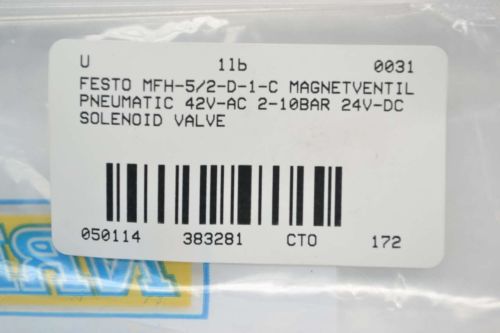 U 1lb 0031
FESTO MFH-5/2-D-1-C MAGNETVENTIL
PNEUMATIC 42V-AC 2-10BAR 24V-DC
SOLENOID VALVE
050114 383281 CTO 172